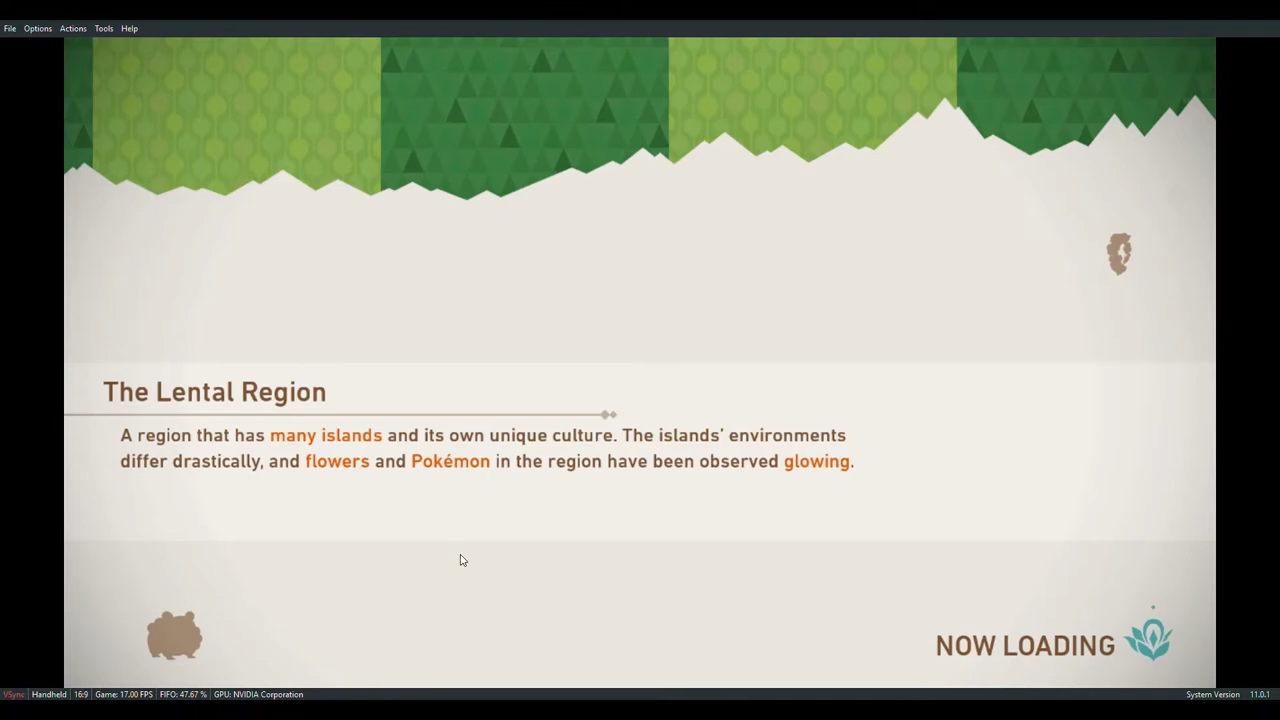 File Options Actions Tools Help
The Lental Region
A region that has many islands and its own unique culture. The islands’ environments
differ drastically, and flowers and Pokémon in the region have been observed glowing.
NOW LOADING
VSync Handheld 16:9 Game: 17.00 FPS FIFO: 47.67 % GPU: NVIDIA Corporation System Version 11.0.1